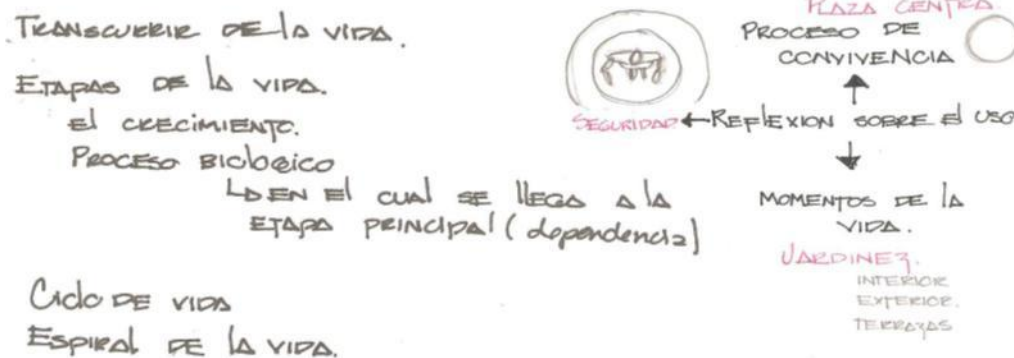 TRANSCURRIR DE LA VIDA.
ETAPAS DE LA VIDA.
EL CRECIMIENTO.
PROCESO BIOLOGICO
EN EL CUAL SE LLEGA A LA
ETAPA PRINCIPAL (dependencia)
CICLO DE VIDA
ESPIRAL DE LA VIDA.
PLAZA CENTRA
PROCESO DE
CONVIVENCIA
SEGURIDAD ← REFLEXION SOBRE EL USO
MOMENTOS DE LA
VIDA.
JARDINEZ.
INTERIOR
EXTERIOR.
TERRAZAS